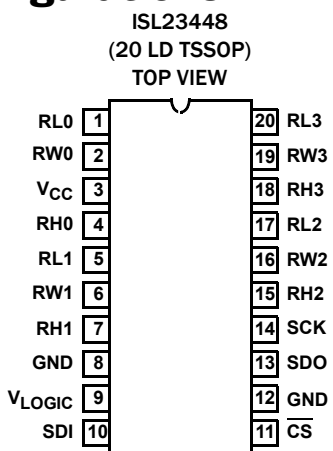 ISL23448
(20 LD TSSOP)
TOP VIEW
RL0 1 20 RL3
RW0 2 19 RW3
VCC 3 18 RH3
RH0 4 17 RL2
RL1 5 16 RW2
RW1 6 15 RH2
RH1 7 14 SCK
GND 8 13 SDO
VLOGIC 9 12 GND
SDI 10 11 CS